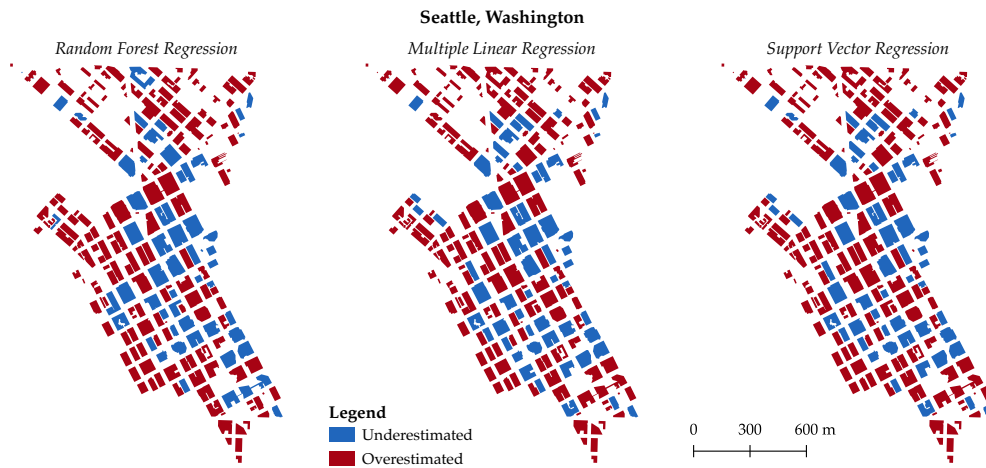 Seattle, Washington
Random Forest Regression
Multiple Linear Regression
Support Vector Regression
Legend
Underestimated
Overestimated
0 300 600 m